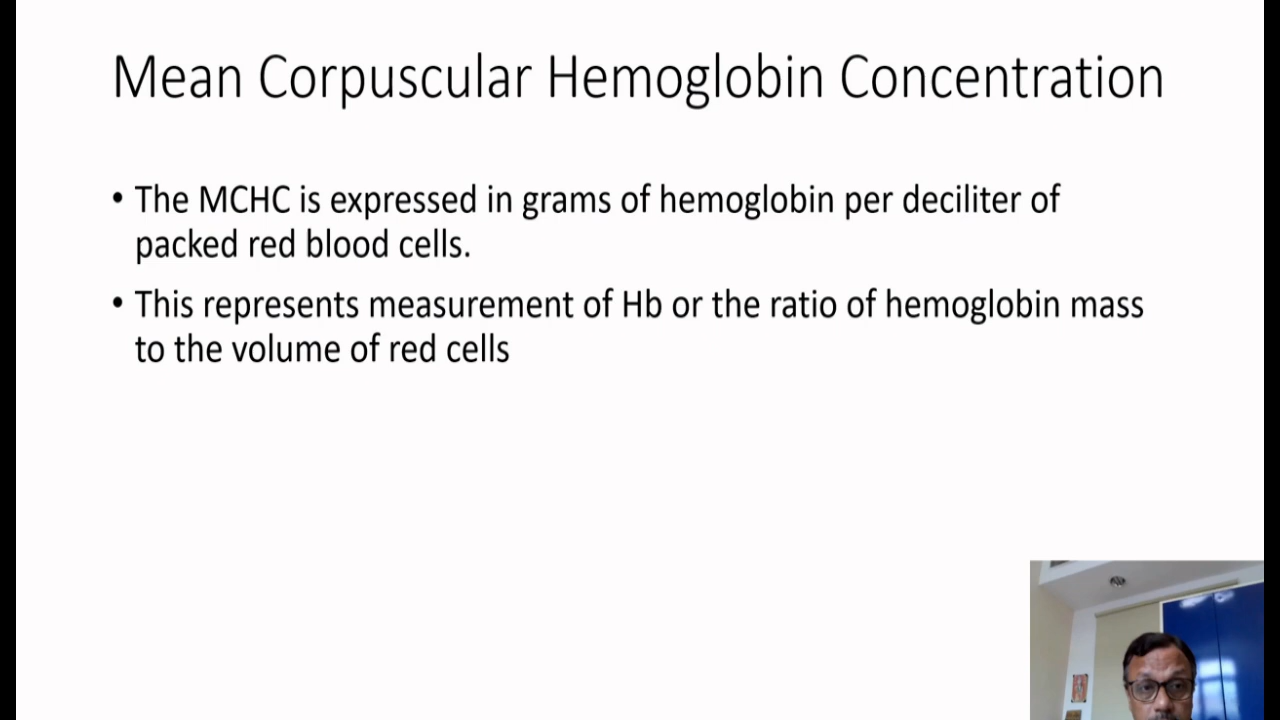 Mean Corpuscular Hemoglobin Concentration
• The MCHC is expressed in grams of hemoglobin per deciliter of
packed red blood cells.
• This represents measurement of Hb or the ratio of hemoglobin mass
to the volume of red cells